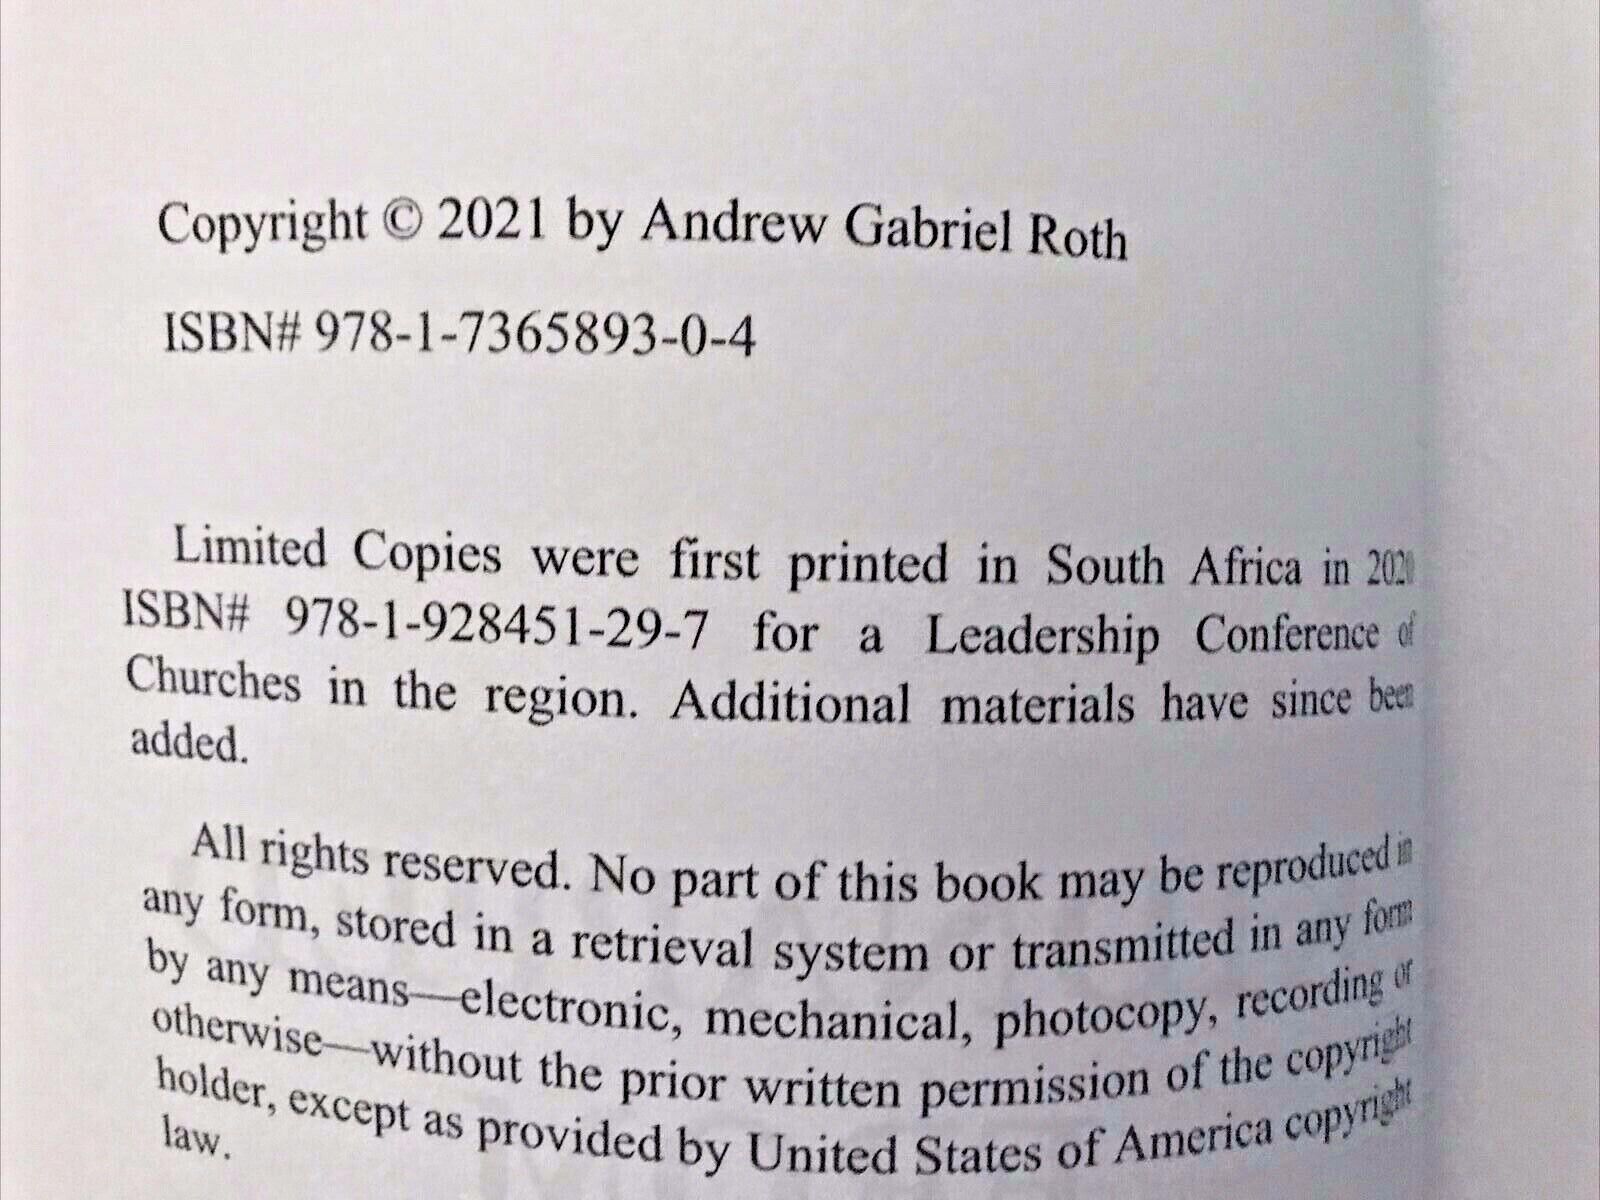 Copyright © 2021 by Andrew Gabriel Roth
ISBN# 978-1-7365893-0-4
Limited Copies were first printed in South Africa in 2020
ISBN# 978-1-928451-29-7 for a Leadership Conference of
Churches in the region. Additional materials have since been
added.
All rights reserved. No part of this book may be reproduced in
any form, stored in a retrieval system or transmitted in any form
by any means—electronic, mechanical, photocopy, recording or
otherwise—without the prior written permission of the copyright
holder, except as provided by United States of America copyright
law.